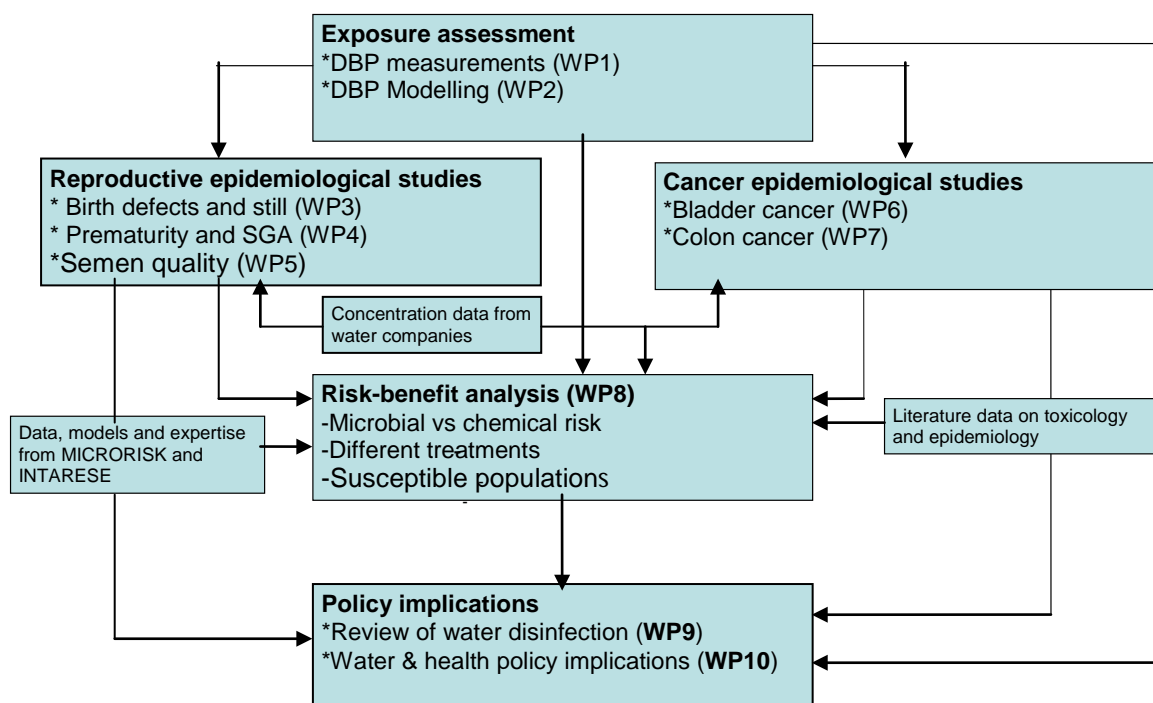 Exposure assessment
*DBP measurements (WP1)
*DBP Modelling (WP2)
Reproductive epidemiological studies
* Birth defects and still (WP3)
* Prematurity and SGA (WP4)
*Semen quality (WP5)
Cancer epidemiological studies
*Bladder cancer (WP6)
*Colon cancer (WP7)
Concentration data from
water companies
Risk-benefit analysis (WP8)
-Microbial vs chemical risk
-Different treatments
-Susceptible populations
Data, models and expertise
from MICRORISK and
INTARESE
Literature data on toxicology
and epidemiology
Policy implications
*Review of water disinfection (WP9)
*Water & health policy implications (WP10)